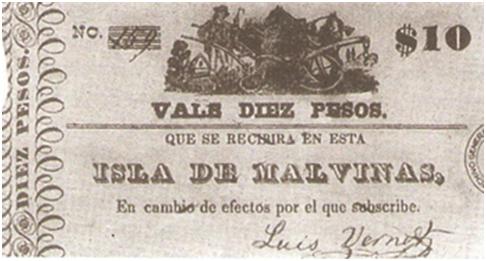 DIEZ PESOS.
No.
$10
VALE DIEZ PESOS.
QUE SE RECIBIRA EN ESTA
ISLA DE MALVINAS,
En cambio de efectos por el que subscribe.
Luis Vernet